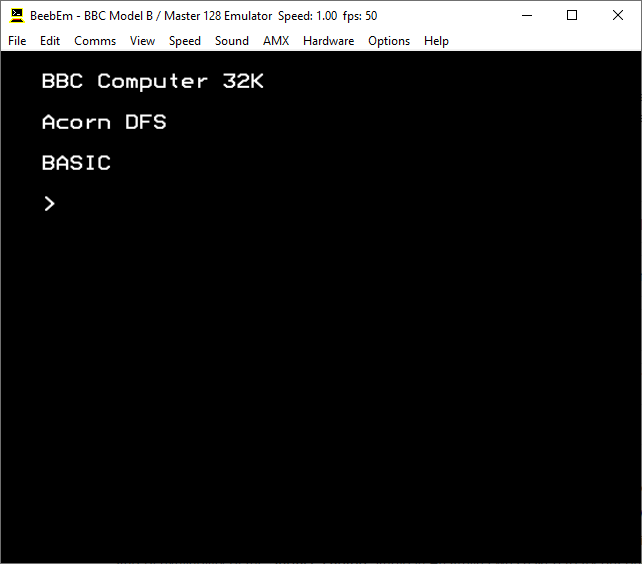 BeebEm - BBC Model B / Master 128 Emulator Speed: 1.00 fps: 50
File Edit Comms View Speed Sound AMX Hardware Options Help
BBC Computer 32K
Acorn DFS
BASIC
>